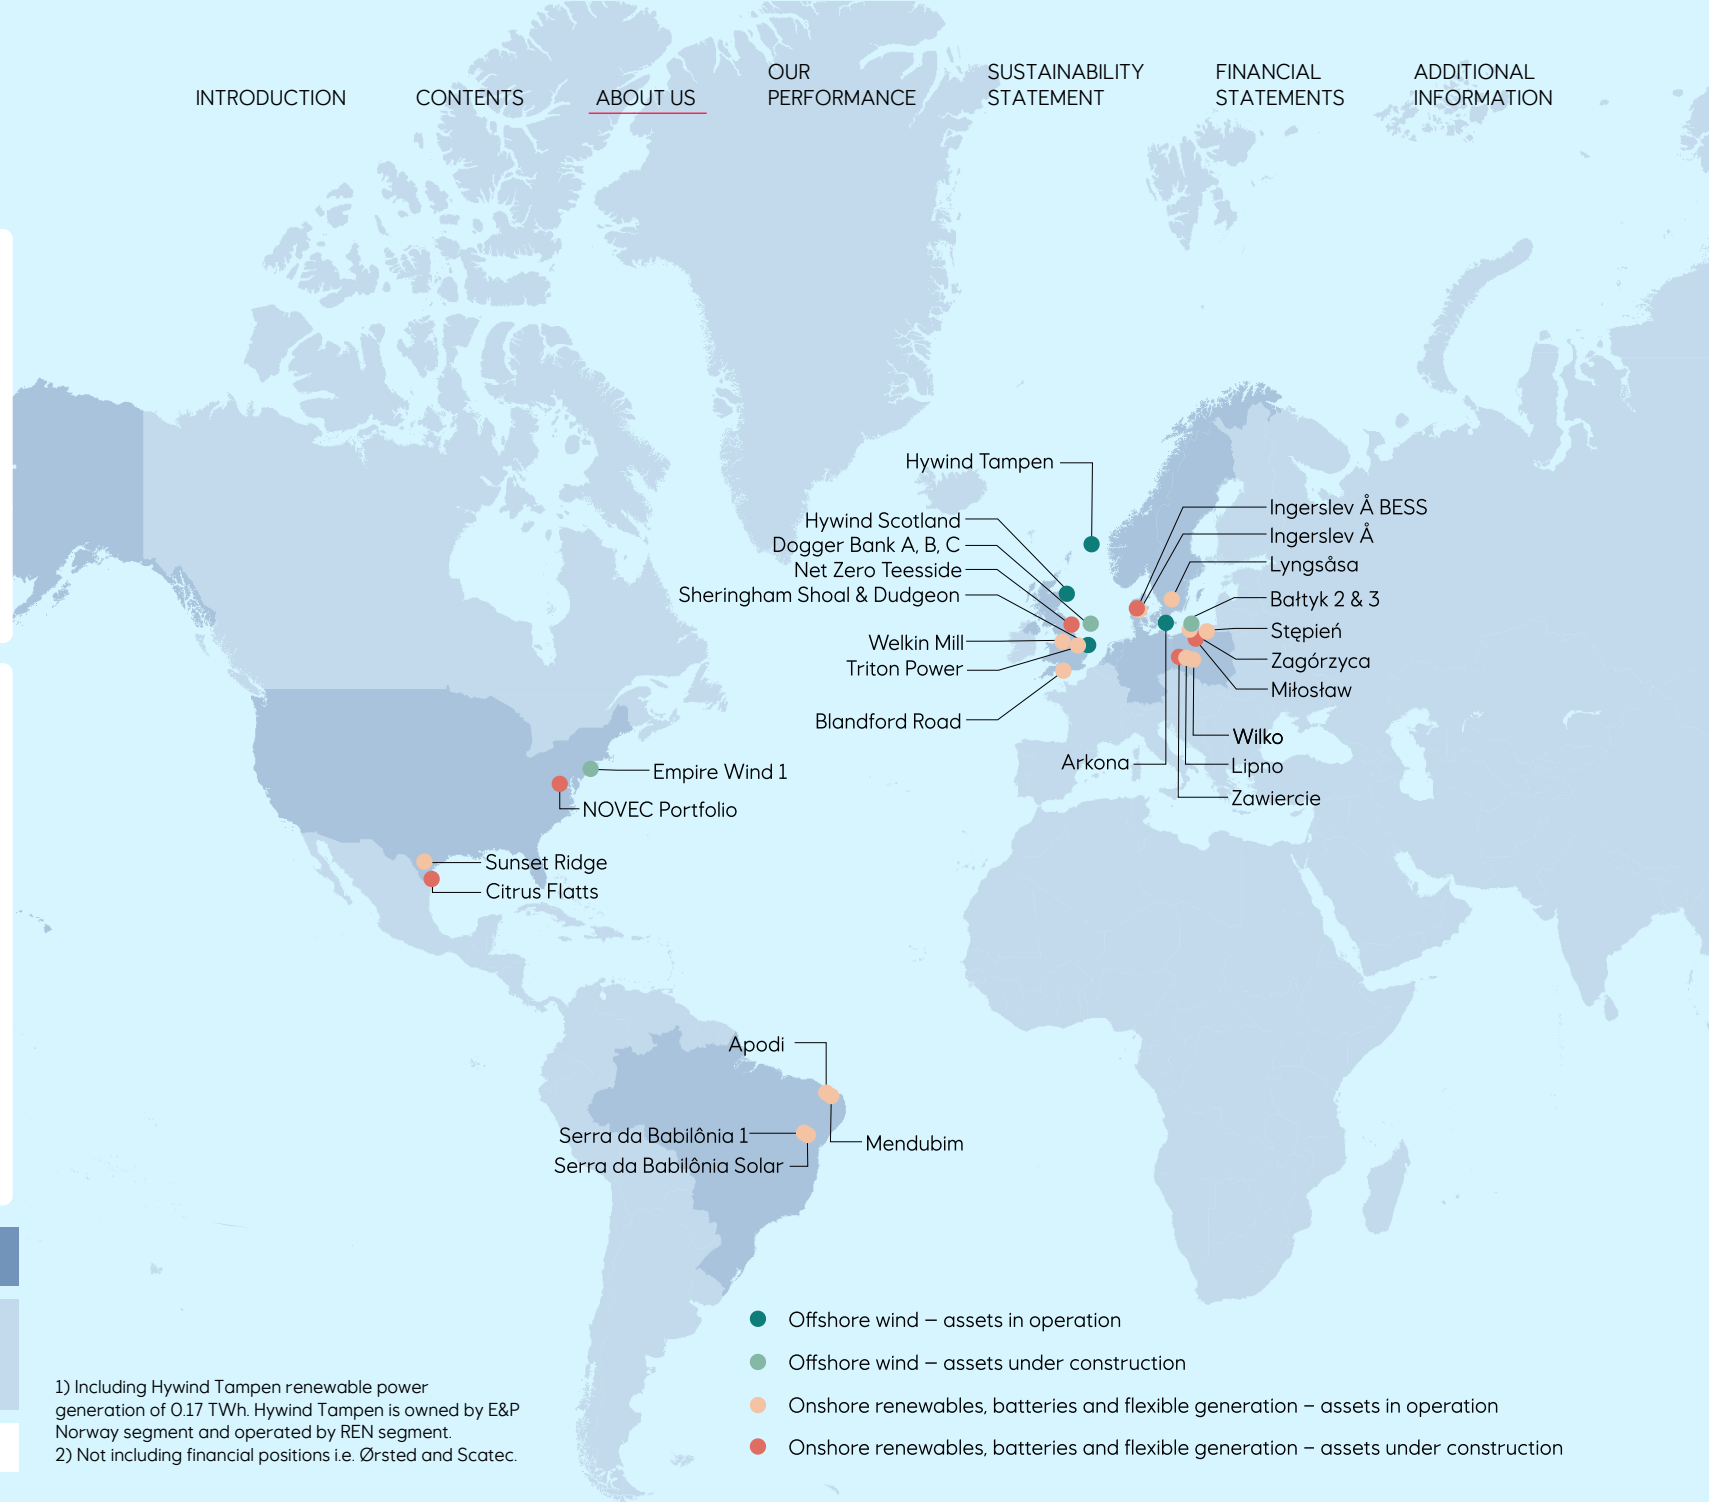 INTRODUCTION
CONTENTS
ABOUT US
OUR
PERFORMANCE
SUSTAINABILITY
STATEMENT
FINANCIAL
STATEMENTS
ADDITIONAL
INFORMATION
Hywind Tampen
Hywind Scotland
Dogger Bank A, B, C
Net Zero Teesside
Sheringham Shoal & Dudgeon
Welkin Mill
Triton Power
Blandford Road
Ingerslev Å BESS
Ingerslev Å
Lyngsåsa
Bałtyk 2 & 3
Stępień
Zagórzyca
Miłosław
Wilko
Arkona
Lipno
Zawiercie
Empire Wind 1
NOVEC Portfolio
Sunset Ridge
Citrus Flatts
Apodi
Serra da Babilônia 1
Mendubim
Serra da Babilônia Solar
Offshore wind – assets in operation
Offshore wind – assets under construction
Onshore renewables, batteries and flexible generation – assets in operation
Onshore renewables, batteries and flexible generation – assets under construction
1) Including Hywind Tampen renewable power
generation of 0.17 TWh. Hywind Tampen is owned by E&P
Norway segment and operated by REN segment.
2) Not including financial positions i.e. Ørsted and Scatec.